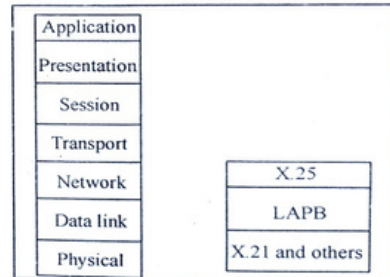 Application
Presentation
Session
Transport
Network
Data link
Physical
X.25
LAPB
X.21 and others